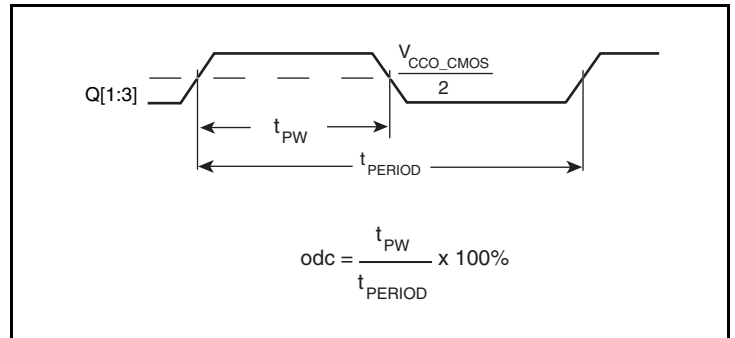 V_CCO_CMOS
2
Q[1:3]
t_PW
t_PERIOD
odc = t_PW / t_PERIOD x 100%